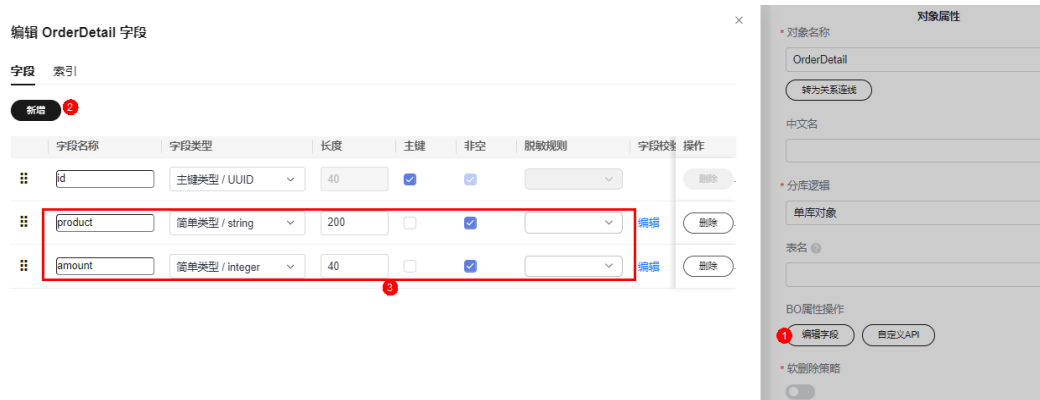 编辑 OrderDetail 字段
字段 索引
新增 2
字段名称 字段类型 长度 主键 非空 脱敏规则 字段校 操作
id 主键类型 / UUID 40 删除
product 简单类型 / string 200 编辑 删除
amount 简单类型 / integer 40 编辑 删除
3
对象属性
* 对象名称
OrderDetail
转为关系连线
中文名
* 分库逻辑
单库对象
表名
BO属性操作
1 编辑字段 自定义API
* 软删除策略